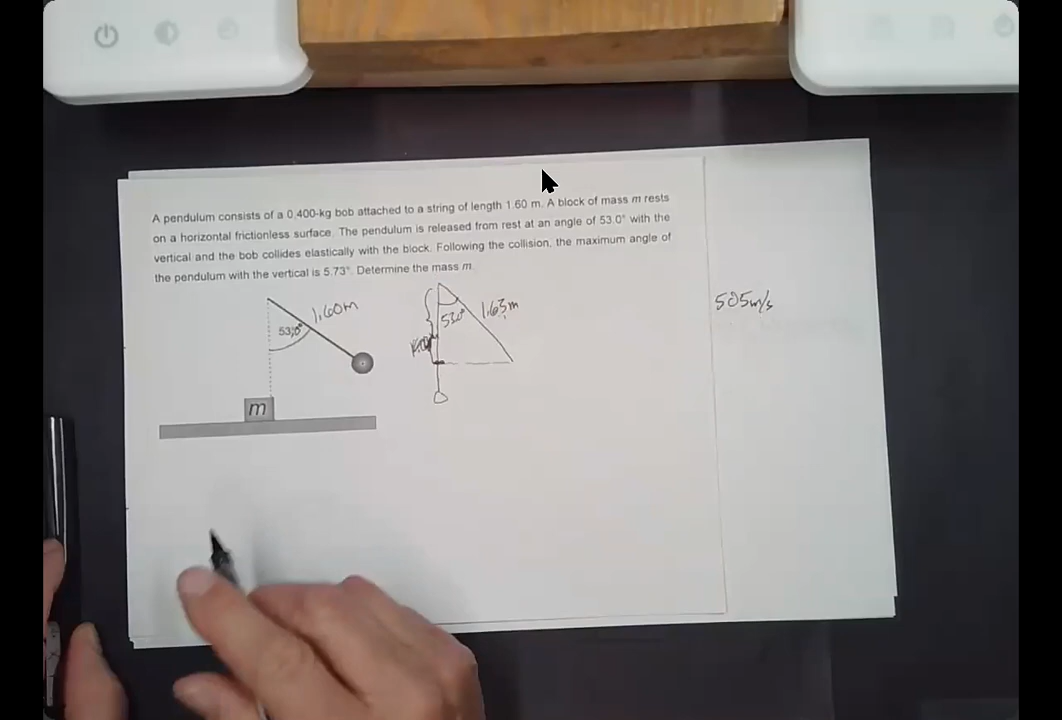 A pendulum consists of a 0.400-kg bob attached to a string of length 1.60 m. A block of mass m rests
on a horizontal frictionless surface. The pendulum is released from rest at an angle of 53.0° with the
vertical and the bob collides elastically with the block. Following the collision, the maximum angle of
the pendulum with the vertical is 5.73°. Determine the mass m.
1.60m
53.0°
m
53.0°
1.63m
505m/s